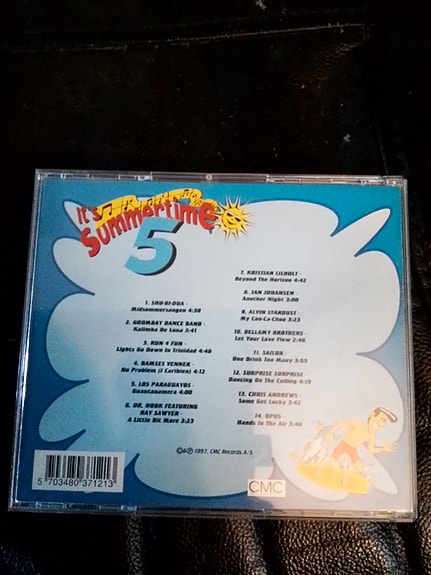 It's
Summertime
5
1. SHU-BI-DUA -
Midsommersangen 4:30
2. GOOMBAY DANCE BAND -
Kalimba De Luna 3:41
3. RUN 4 FUN -
Lights Go Down In Trinidad 4:40
4. BAMSES VENNER -
No Problem (I Caribien) 4:12
5. LOS PARAGUAYOS -
Guantanamera 4:00
6. DR. HOOK FEATURING
RAY SAWYER -
A Little Bit More 3:23
7. KRISTIAN LILHOLT -
Beyond The Horizon 4:42
8. JAN JOHANSEN -
Another Night 3:00
9. ALVIN STARDUST -
My Coo-Ca-Choo 3:23
10. BELLAMY BROTHERS -
Let Your Love Flow 2:46
11. SAILOR -
One Drink Too Many 3:55
12. SURPRISE SURPRISE -
Dancing On The Ceiling 4:19
13. CHRIS ANDREWS -
Some Get Lucky 3:42
14. OPUS -
Hands In The Air 3:40
©&℗ 1997, CMC Records A/S
5 703480 371213
CMC